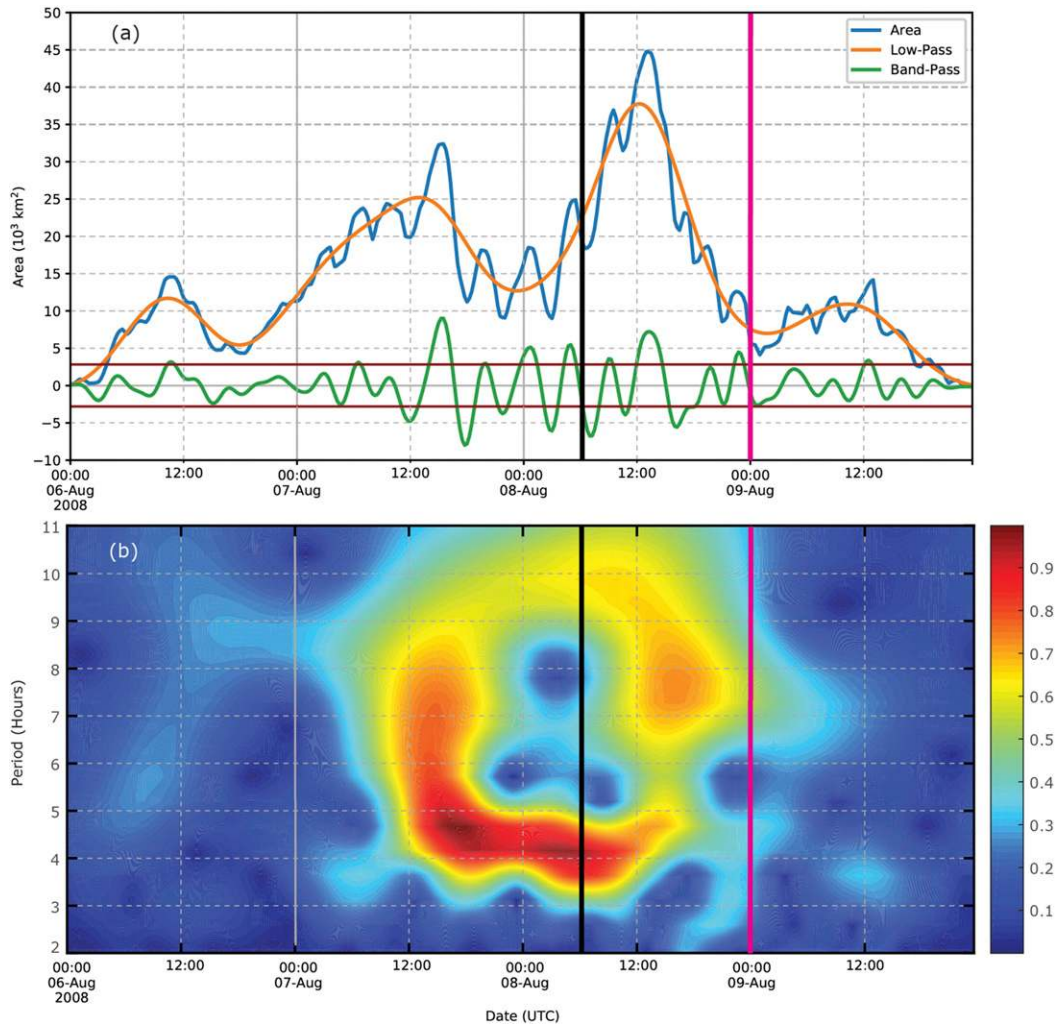 (a)
Area
Low-Pass
Band-Pass
Area (10³ km²)
50
45
40
35
30
25
20
15
10
5
0
−5
−10
00:00 12:00 00:00 12:00 00:00 12:00 00:00 12:00
06-Aug 07-Aug 08-Aug 09-Aug
2008
(b)
Period (Hours)
11
10
9
8
7
6
5
4
3
2
0.9
0.8
0.7
0.6
0.5
0.4
0.3
0.2
0.1
00:00 12:00 00:00 12:00 00:00 12:00 00:00 12:00
06-Aug 07-Aug 08-Aug 09-Aug
2008
Date (UTC)